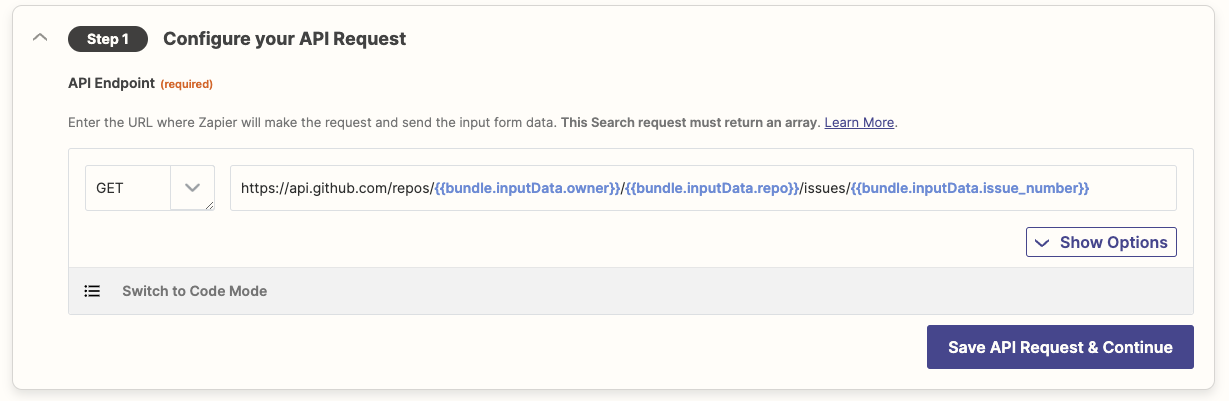 Step 1 Configure your API Request
API Endpoint (required)
Enter the URL where Zapier will make the request and send the input form data. This Search request must return an array. Learn More.
GET https://api.github.com/repos/{{bundle.inputData.owner}}/{{bundle.inputData.repo}}/issues/{{bundle.inputData.issue_number}}
Show Options
Switch to Code Mode
Save API Request & Continue